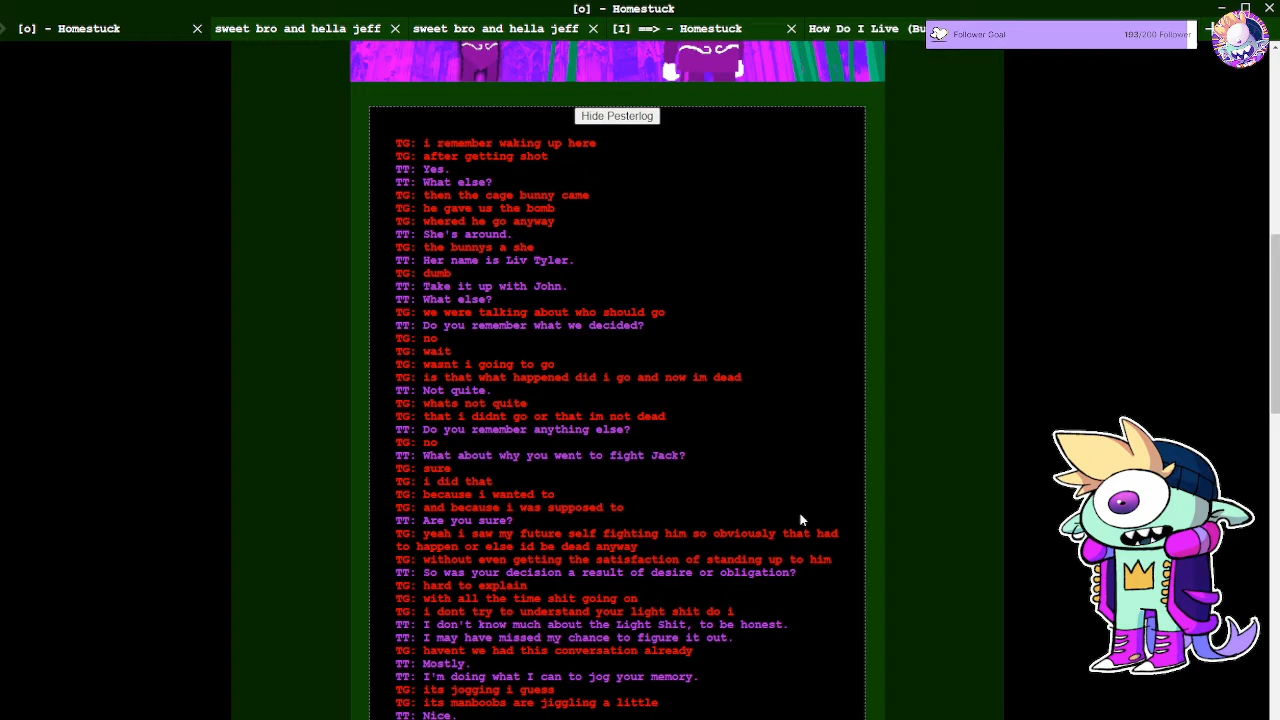 [o] - Homestuck
[o] - Homestuck
sweet bro and hella jeff
sweet bro and hella jeff
[I] ==> - Homestuck
How Do I Live (Bu
Follower Goal
193/200 Follower
Hide Pesterlog
TG: i remember waking up here
TG: after getting shot
TT: Yes.
TT: What else?
TG: then the cage bunny came
TG: he gave us the bomb
TG: whered he go anyway
TT: She's around.
TG: the bunnys a she
TT: Her name is Liv Tyler.
TG: dumb
TT: Take it up with John.
TT: What else?
TG: we were talking about who should go
TT: Do you remember what we decided?
TG: no
TG: wait
TG: wasnt i going to go
TG: is that what happened did i go and now im dead
TT: Not quite.
TG: whats not quite
TG: that i didnt go or that im not dead
TT: Do you remember anything else?
TG: no
TT: What about why you went to fight Jack?
TG: sure
TG: i did that
TG: because i wanted to
TG: and because i was supposed to
TT: Are you sure?
TG: yeah i saw my future self fighting him so obviously that had
to happen or else id be dead anyway
TG: without even getting the satisfaction of standing up to him
TT: So was your decision a result of desire or obligation?
TG: hard to explain
TG: with all the time shit going on
TG: i dont try to understand your light shit do i
TT: I don't know much about the Light Shit, to be honest.
TT: I may have missed my chance to figure it out.
TG: havent we had this conversation already
TT: Mostly.
TT: I'm doing what I can to jog your memory.
TG: its jogging i guess
TG: its manboobs are jiggling a little
TT: Nice.